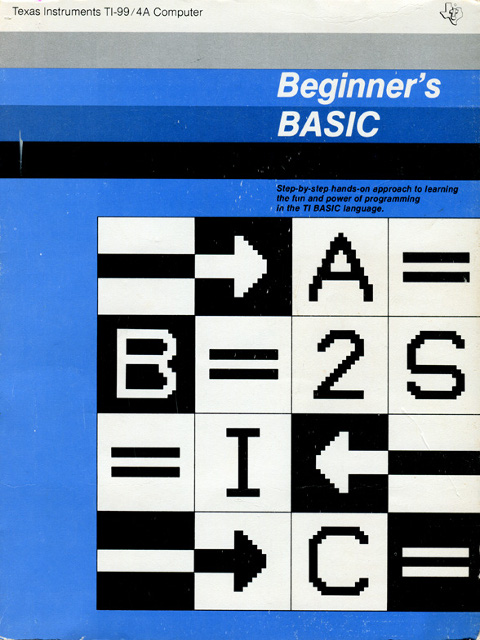 Texas Instruments TI-99/4A Computer
Beginner's
BASIC
Step-by-step hands-on approach to learning
the fun and power of programming
in the TI BASIC language.
A =
B = 2 S
= I
C =